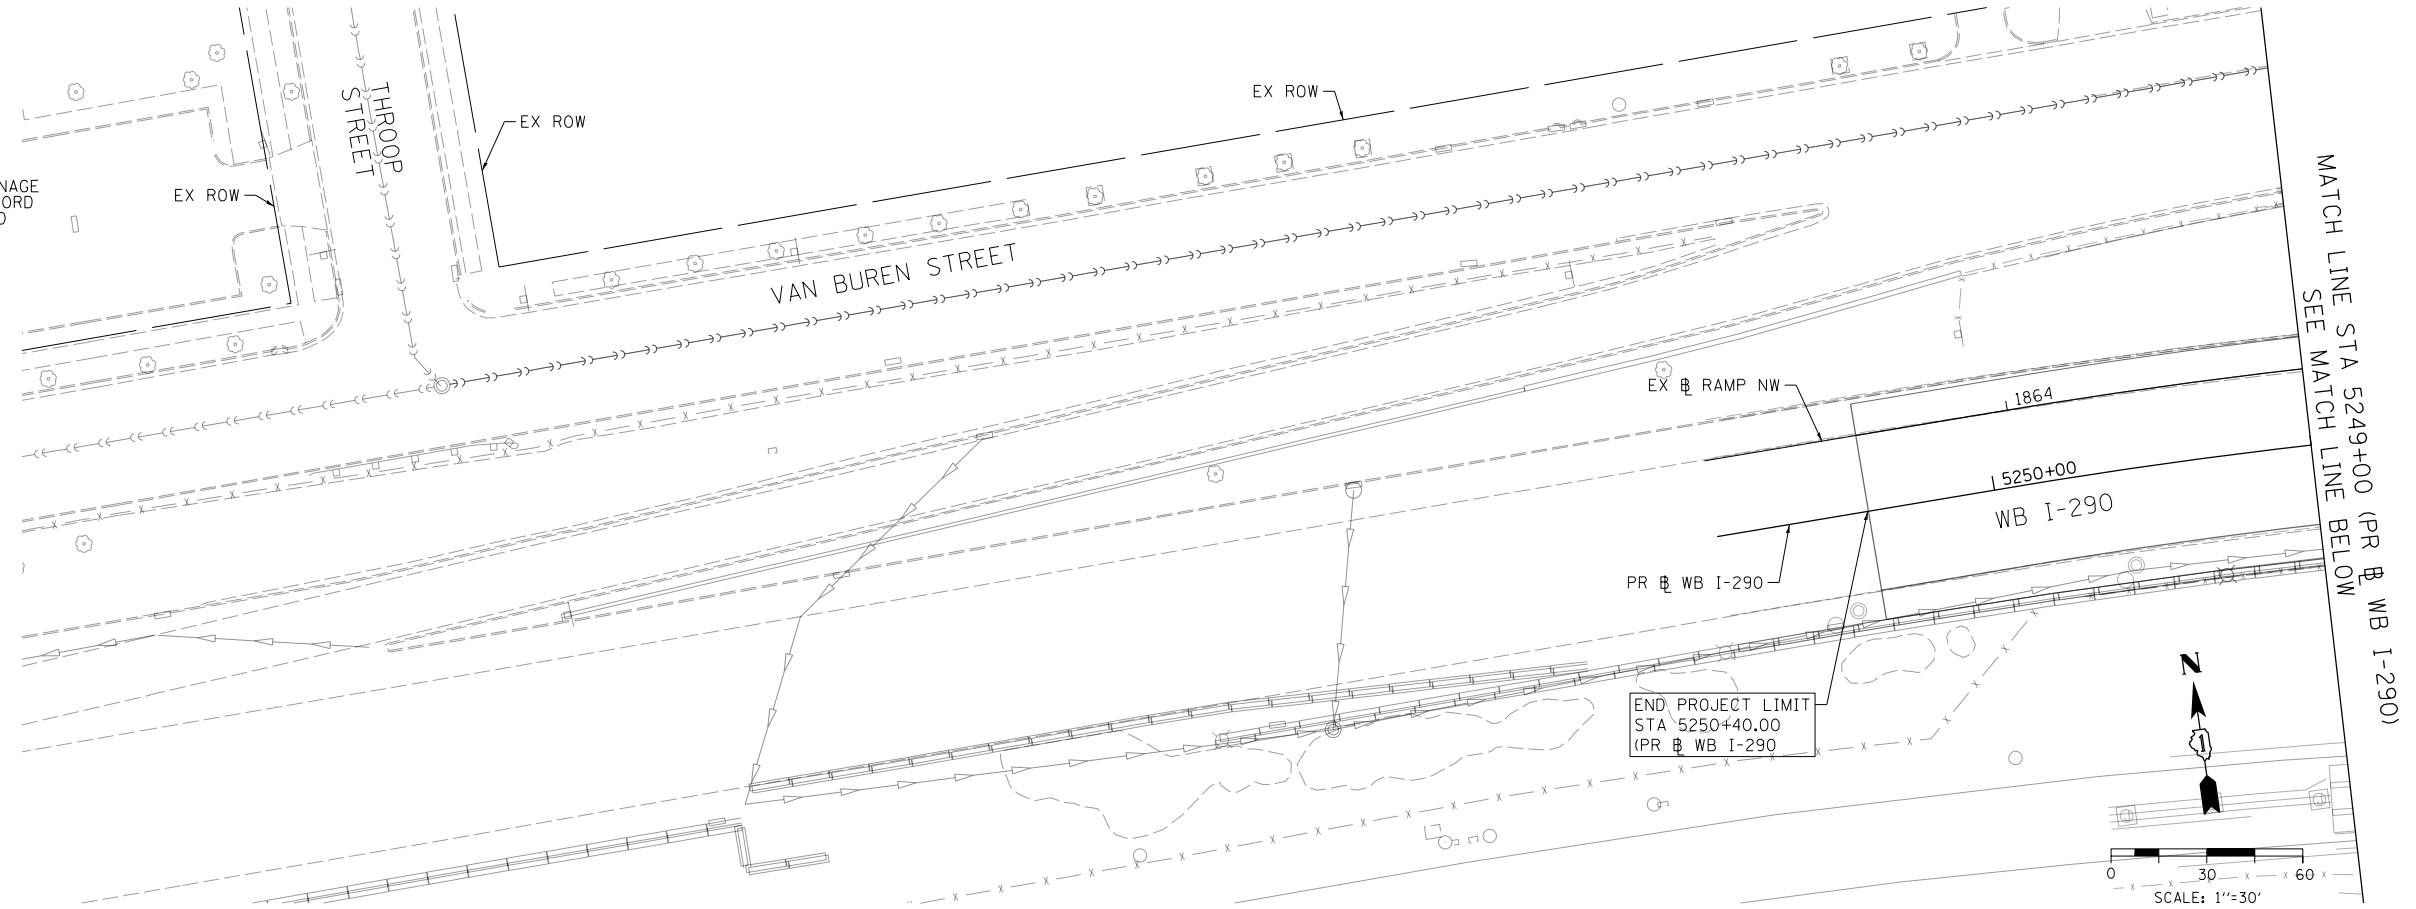 THROOP
STREET
EX ROW
EX ROW
EX ROW
NAGE
ORD
VAN BUREN STREET
MATCH LINE STA 5249+00 (PR ⅊ WB I-290)
SEE MATCH LINE BELOW
EX ⅊ RAMP NW
1864
5250+00
WB I-290
PR ⅊ WB I-290
END PROJECT LIMIT
STA 5250+40.00
(PR ⅊ WB I-290
N
1
0 30 60
SCALE: 1''=30'